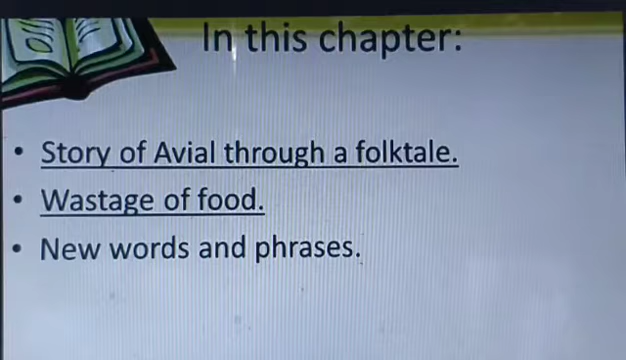 In this chapter:
• Story of Avial through a folktale.
• Wastage of food.
• New words and phrases.